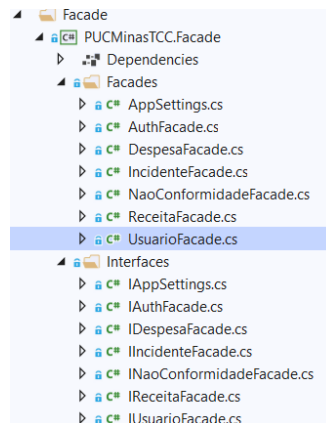 Facade
C# PUCMinasTCC.Facade
Dependencies
Facades
C# AppSettings.cs
C# AuthFacade.cs
C# DespesaFacade.cs
C# IncidenteFacade.cs
C# NaoConformidadeFacade.cs
C# ReceitaFacade.cs
C# UsuarioFacade.cs
Interfaces
C# IAppSettings.cs
C# IAuthFacade.cs
C# IDespesaFacade.cs
C# IIncidenteFacade.cs
C# INaoConformidadeFacade.cs
C# IReceitaFacade.cs
C# IUsuarioFacade.cs